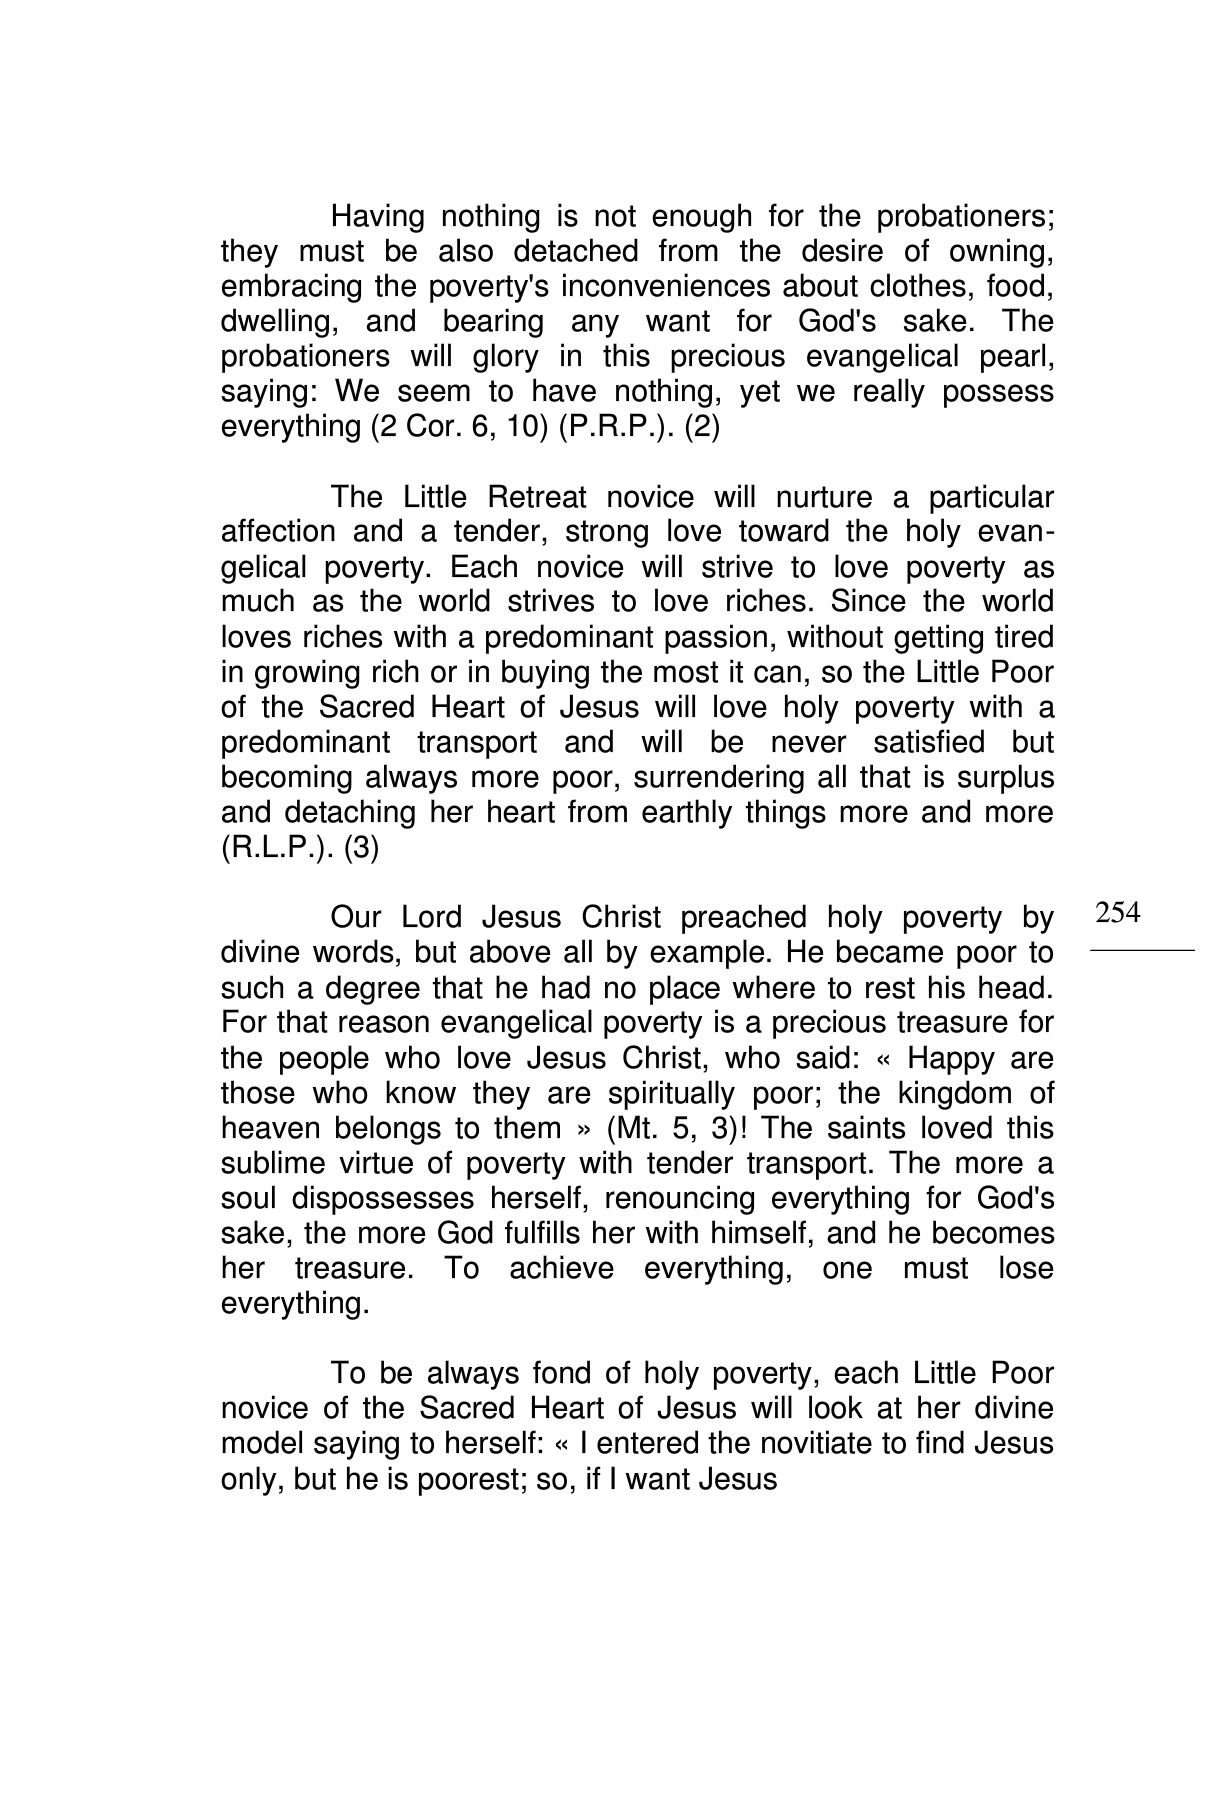 Having nothing is not enough for the probationers;
they must be also detached from the desire of owning,
embracing the poverty's inconveniences about clothes, food,
dwelling, and bearing any want for God's sake. The
probationers will glory in this precious evangelical pearl,
saying: We seem to have nothing, yet we really possess
everything (2 Cor. 6, 10) (P.R.P.). (2)
The Little Retreat novice will nurture a particular
affection and a tender, strong love toward the holy evan-
gelical poverty. Each novice will strive to love poverty as
much as the world strives to love riches. Since the world
loves riches with a predominant passion, without getting tired
in growing rich or in buying the most it can, so the Little Poor
of the Sacred Heart of Jesus will love holy poverty with a
predominant transport and will be never satisfied but
becoming always more poor, surrendering all that is surplus
and detaching her heart from earthly things more and more
(R.L.P.). (3)
Our Lord Jesus Christ preached holy poverty by
divine words, but above all by example. He became poor to
such a degree that he had no place where to rest his head.
For that reason evangelical poverty is a precious treasure for
the people who love Jesus Christ, who said: « Happy are
those who know they are spiritually poor; the kingdom of
heaven belongs to them » (Mt. 5, 3)! The saints loved this
sublime virtue of poverty with tender transport. The more a
soul dispossesses herself, renouncing everything for God's
sake, the more God fulfills her with himself, and he becomes
her treasure. To achieve everything, one must lose
everything.
To be always fond of holy poverty, each Little Poor
novice of the Sacred Heart of Jesus will look at her divine
model saying to herself: « I entered the novitiate to find Jesus
only, but he is poorest; so, if I want Jesus
254